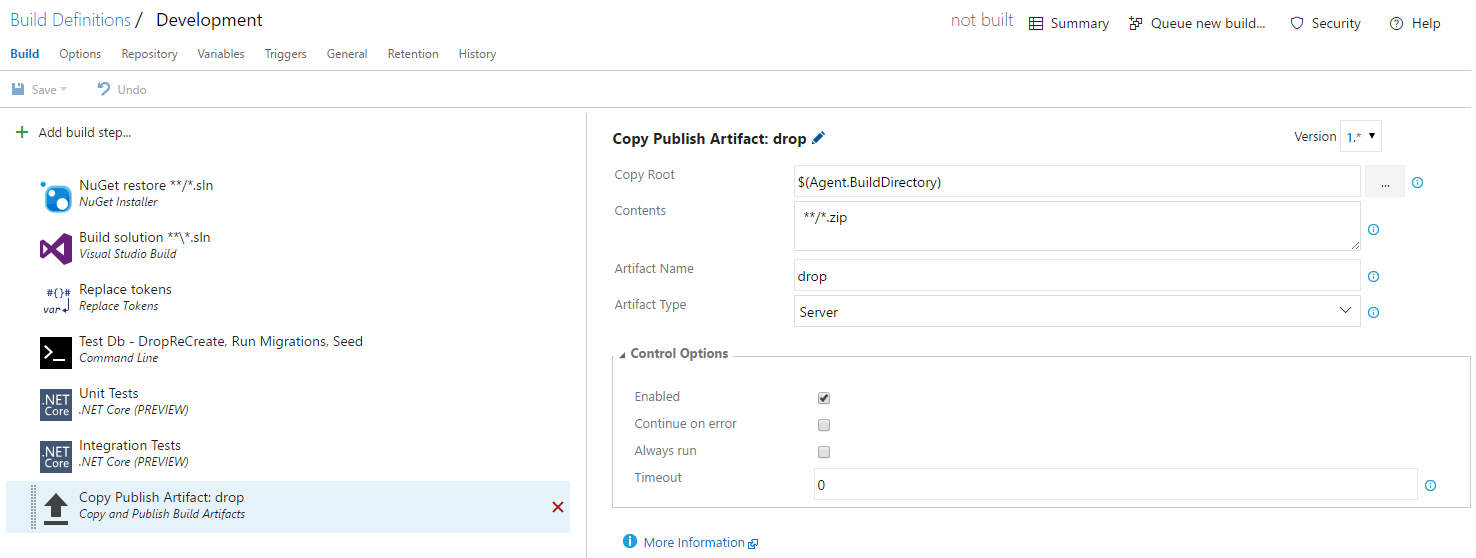 Build Definitions / Development
not built Summary Queue new build... Security Help
Build Options Repository Variables Triggers General Retention History
Save Undo
Add build step...
NuGet restore **/*.sln
NuGet Installer
Build solution **\*.sln
Visual Studio Build
#{}#
var
Replace tokens
Replace Tokens
Test Db - DropReCreate, Run Migrations, Seed
Command Line
.NET
Core
Unit Tests
.NET Core (PREVIEW)
.NET
Core
Integration Tests
.NET Core (PREVIEW)
Copy Publish Artifact: drop
Copy and Publish Build Artifacts
Copy Publish Artifact: drop
Version 1.*
Copy Root $(Agent.BuildDirectory) ...
Contents **/*.zip
Artifact Name drop
Artifact Type Server
Control Options
Enabled
Continue on error
Always run
Timeout 0
More Information